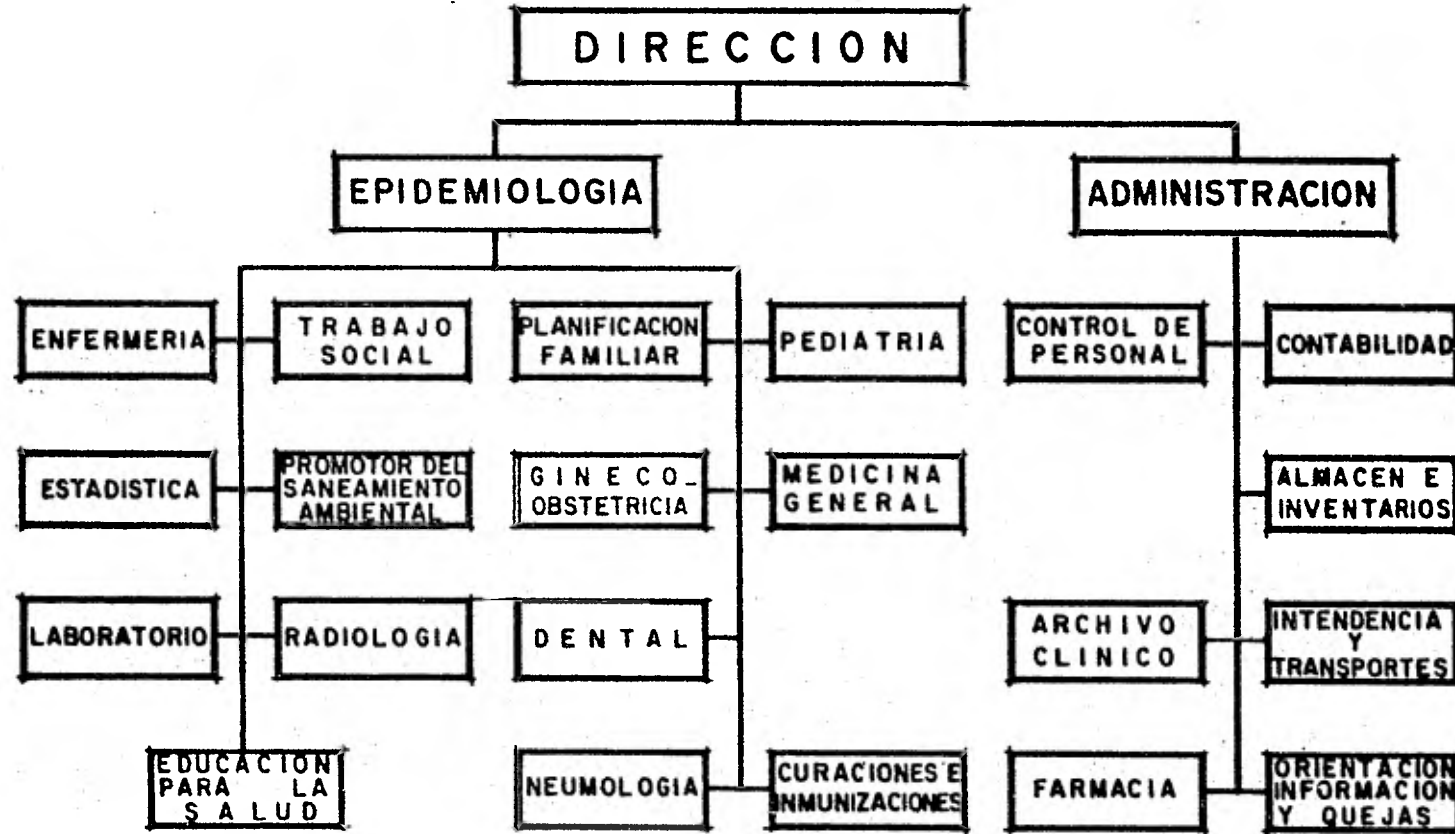 DIRECCION
EPIDEMIOLOGIA
ADMINISTRACION
ENFERMERIA
TRABAJO
SOCIAL
PLANIFICACION
FAMILIAR
PEDIATRIA
CONTROL DE
PERSONAL
CONTABILIDAD
ESTADISTICA
PROMOTOR DEL
SANEAMIENTO
AMBIENTAL
GINECO-
OBSTETRICIA
MEDICINA
GENERAL
ALMACEN E
INVENTARIOS
LABORATORIO
RADIOLOGIA
DENTAL
ARCHIVO
CLINICO
INTENDENCIA
Y
TRANSPORTES
EDUCACION
PARA LA
SALUD
NEUMOLOGIA
CURACIONES E
INMUNIZACIONES
FARMACIA
ORIENTACION
INFORMACION
Y QUEJAS